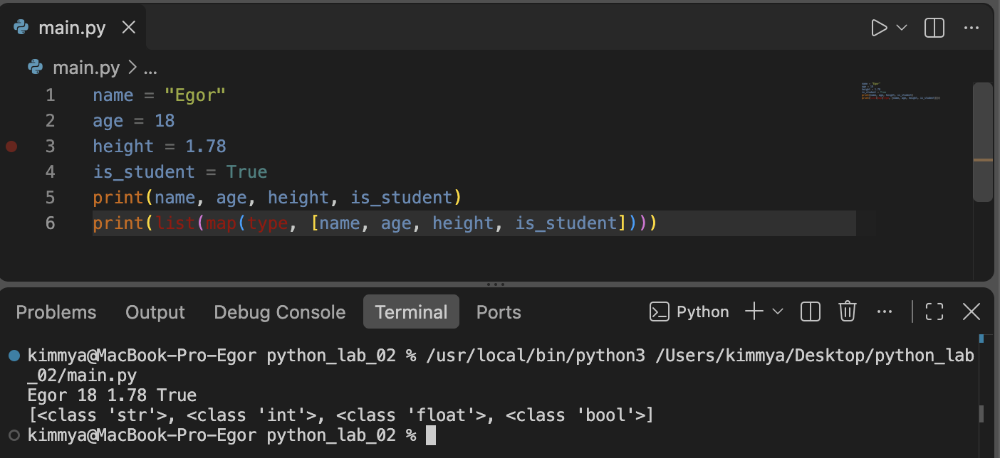 main.py
main.py > ...
1 name = "Egor"
2 age = 18
3 height = 1.78
4 is_student = True
5 print(name, age, height, is_student)
6 print(list(map(type, [name, age, height, is_student])))
Problems Output Debug Console Terminal Ports Python
kimmya@MacBook-Pro-Egor python_lab_02 % /usr/local/bin/python3 /Users/kimmya/Desktop/python_lab
_02/main.py
Egor 18 1.78 True
[<class 'str'>, <class 'int'>, <class 'float'>, <class 'bool'>]
kimmya@MacBook-Pro-Egor python_lab_02 %